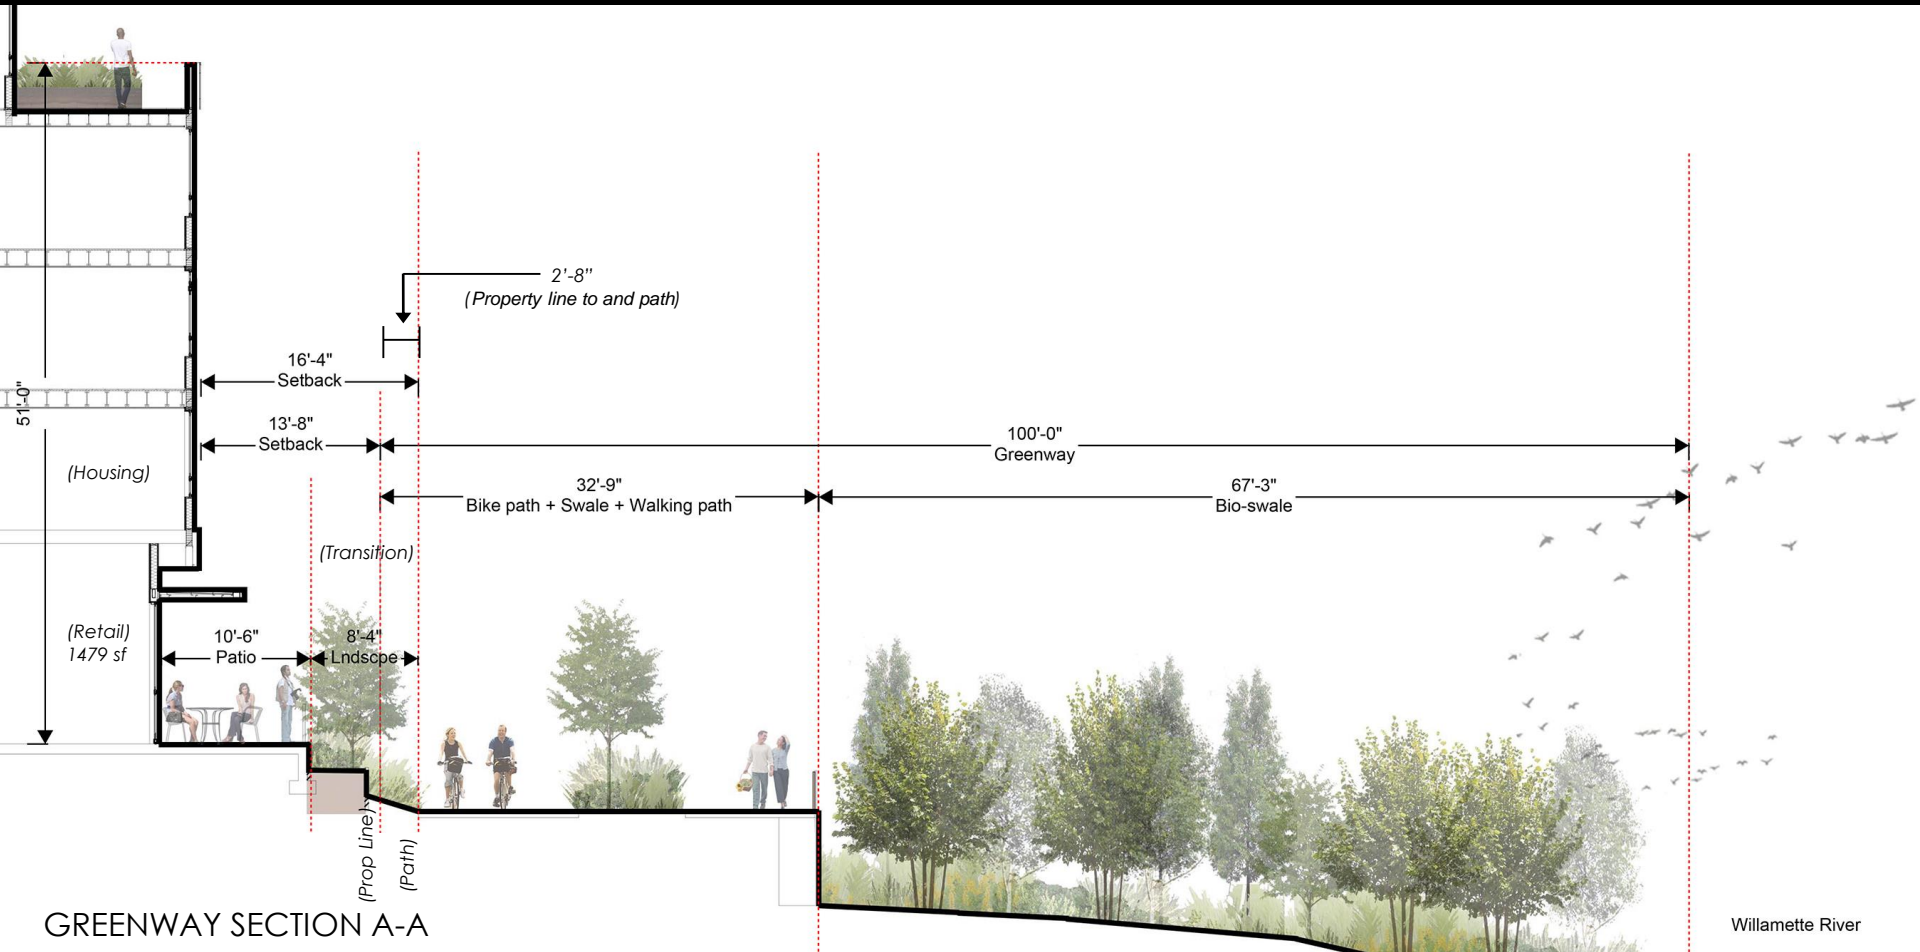 2'-8"
(Property line to and path)
16'-4"
Setback
51'-0"
13'-8"
Setback
100'-0"
Greenway
(Housing)
32'-9"
Bike path + Swale + Walking path
67'-3"
Bio-swale
(Transition)
(Retail)
1479 sf
10'-6"
Patio
8'-4"
Lndscpe
(Prop Line)
(Path)
GREENWAY SECTION A-A
Willamette River